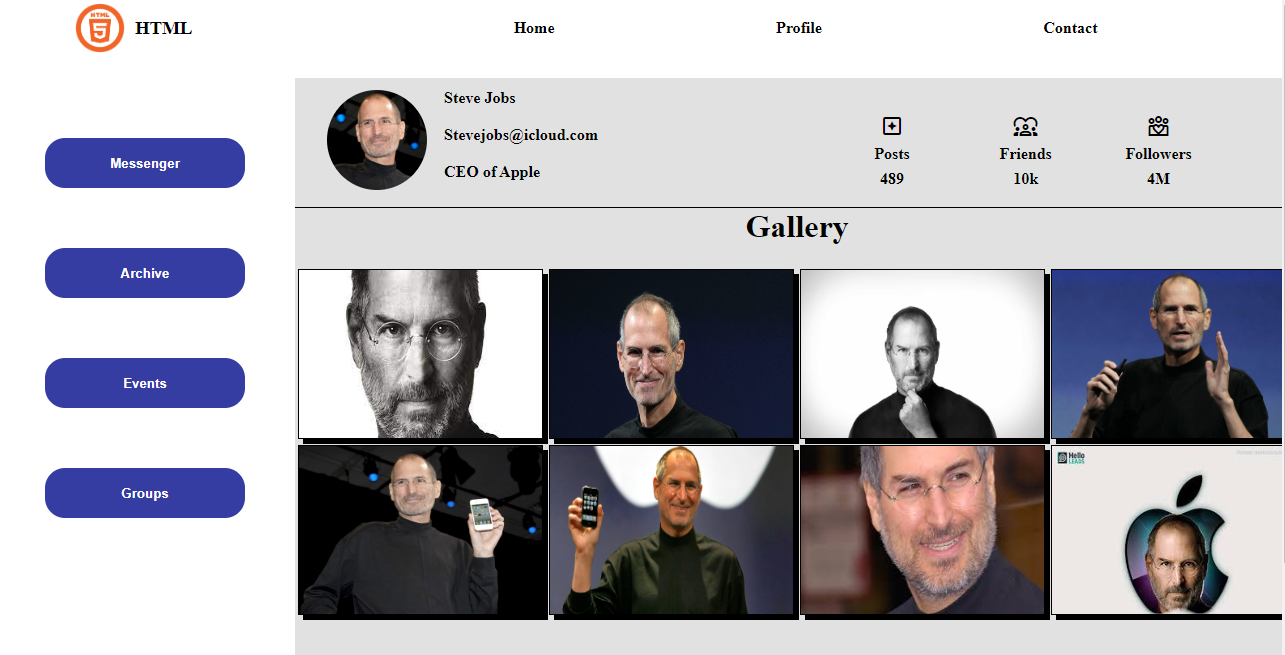 HTML
HTML
Home
Profile
Contact
Messenger
Archive
Events
Groups
Steve Jobs
Stevejobs@icloud.com
CEO of Apple
Posts
489
Friends
10k
Followers
4M
Gallery
Hello
LEADS